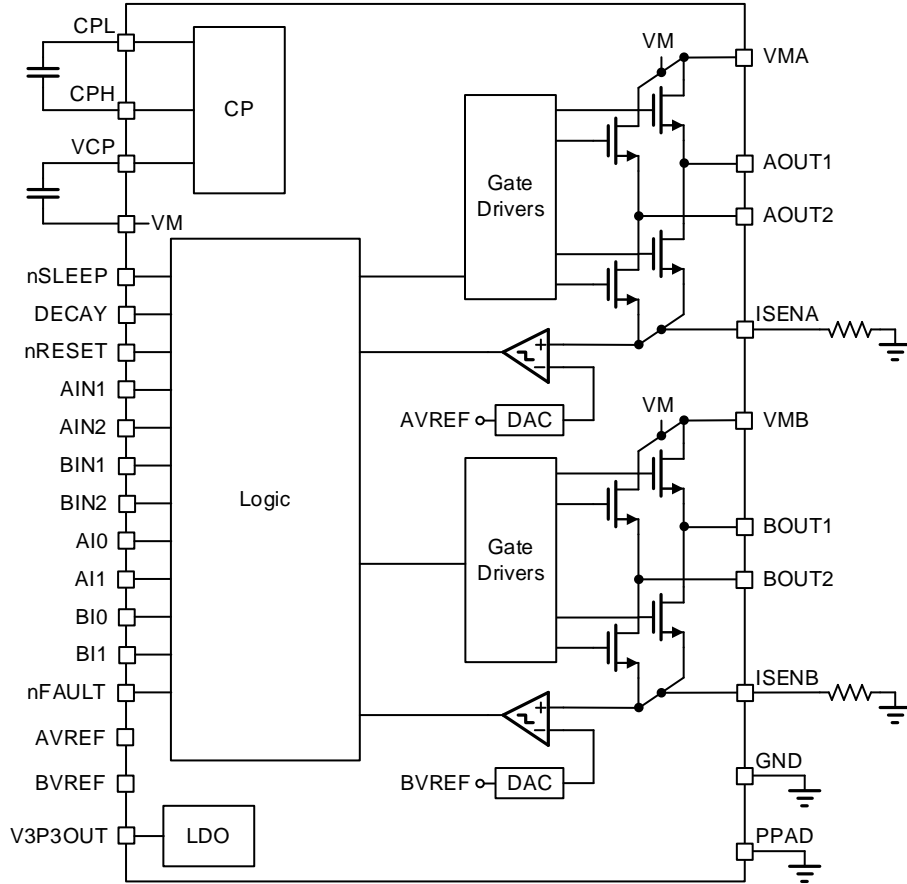 CPL
CPH
VCP
VM
nSLEEP
DECAY
nRESET
AIN1
AIN2
BIN1
BIN2
AI0
AI1
BI0
BI1
nFAULT
AVREF
BVREF
V3P3OUT
CP
Logic
LDO
Gate
Drivers
VM
+
−
AVREF
DAC
Gate
Drivers
VM
+
−
BVREF
DAC
VMA
AOUT1
AOUT2
ISENA
VMB
BOUT1
BOUT2
ISENB
GND
PPAD